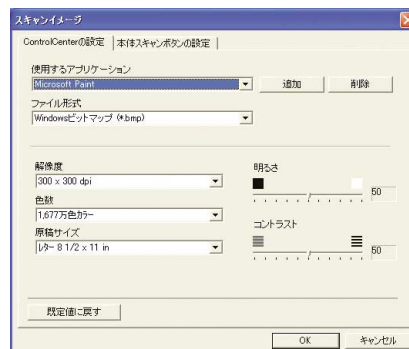 スキャンイメージ
ControlCenterの設定 本体スキャンボタンの設定
使用するアプリケーション
Microsoft Paint 追加 削除
ファイル形式
Windowsビットマップ (*.bmp)
解像度
300 x 300 dpi
色数
1,677万色カラー
原稿サイズ
レター 8 1/2 x 11 in
明るさ
50
コントラスト
50
既定値に戻す
OK キャンセル